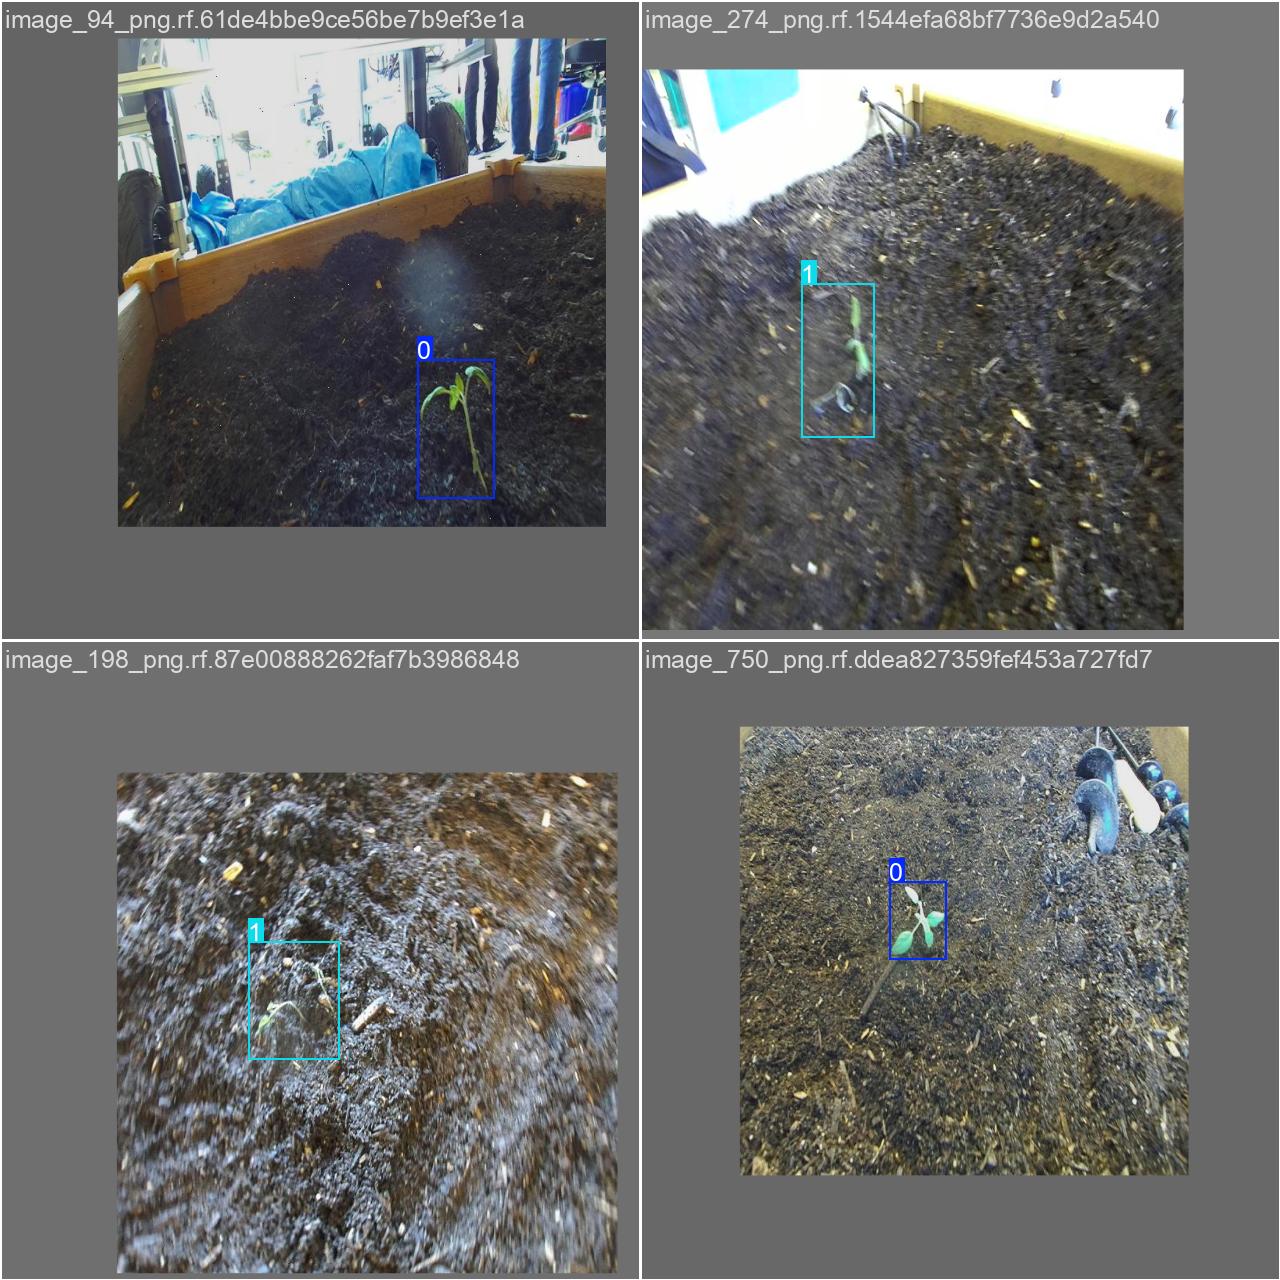 image_94_png.rf.61de4bbe9ce56be7b9ef3e1a
image_274_png.rf.1544efa68bf7736e9d2a540
0
1
image_198_png.rf.87e00888262faf7b3986848
image_750_png.rf.ddea827359fef453a727fd7
1
0